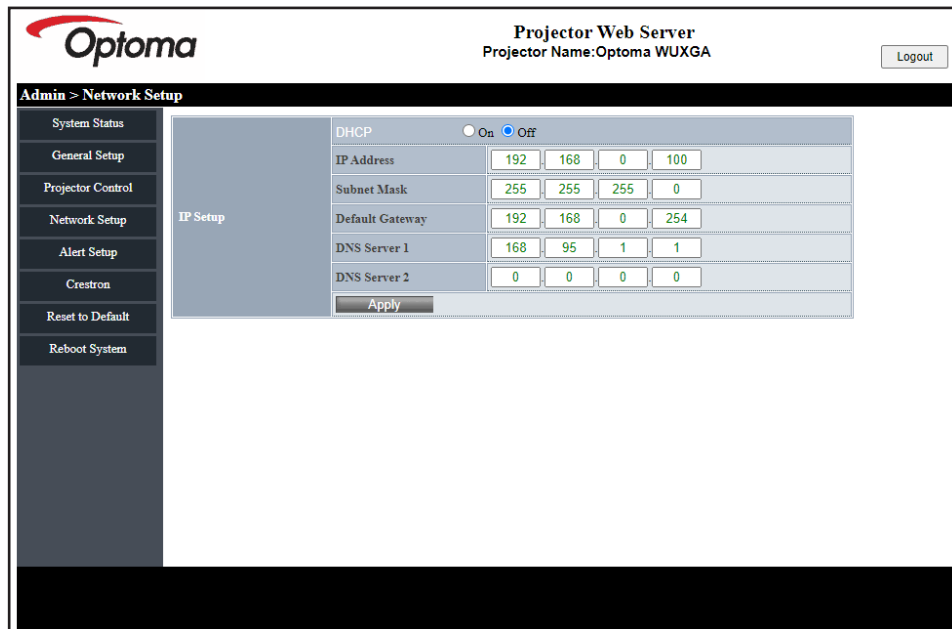 Optoma
Projector Web Server
Projector Name:Optoma WUXGA
Logout
Admin > Network Setup
System Status
General Setup
Projector Control
Network Setup
Alert Setup
Crestron
Reset to Default
Reboot System
IP Setup
DHCP On Off
IP Address 192 . 168 . 0 . 100
Subnet Mask 255 . 255 . 255 . 0
Default Gateway 192 . 168 . 0 . 254
DNS Server 1 168 . 95 . 1 . 1
DNS Server 2 0 . 0 . 0 . 0
Apply